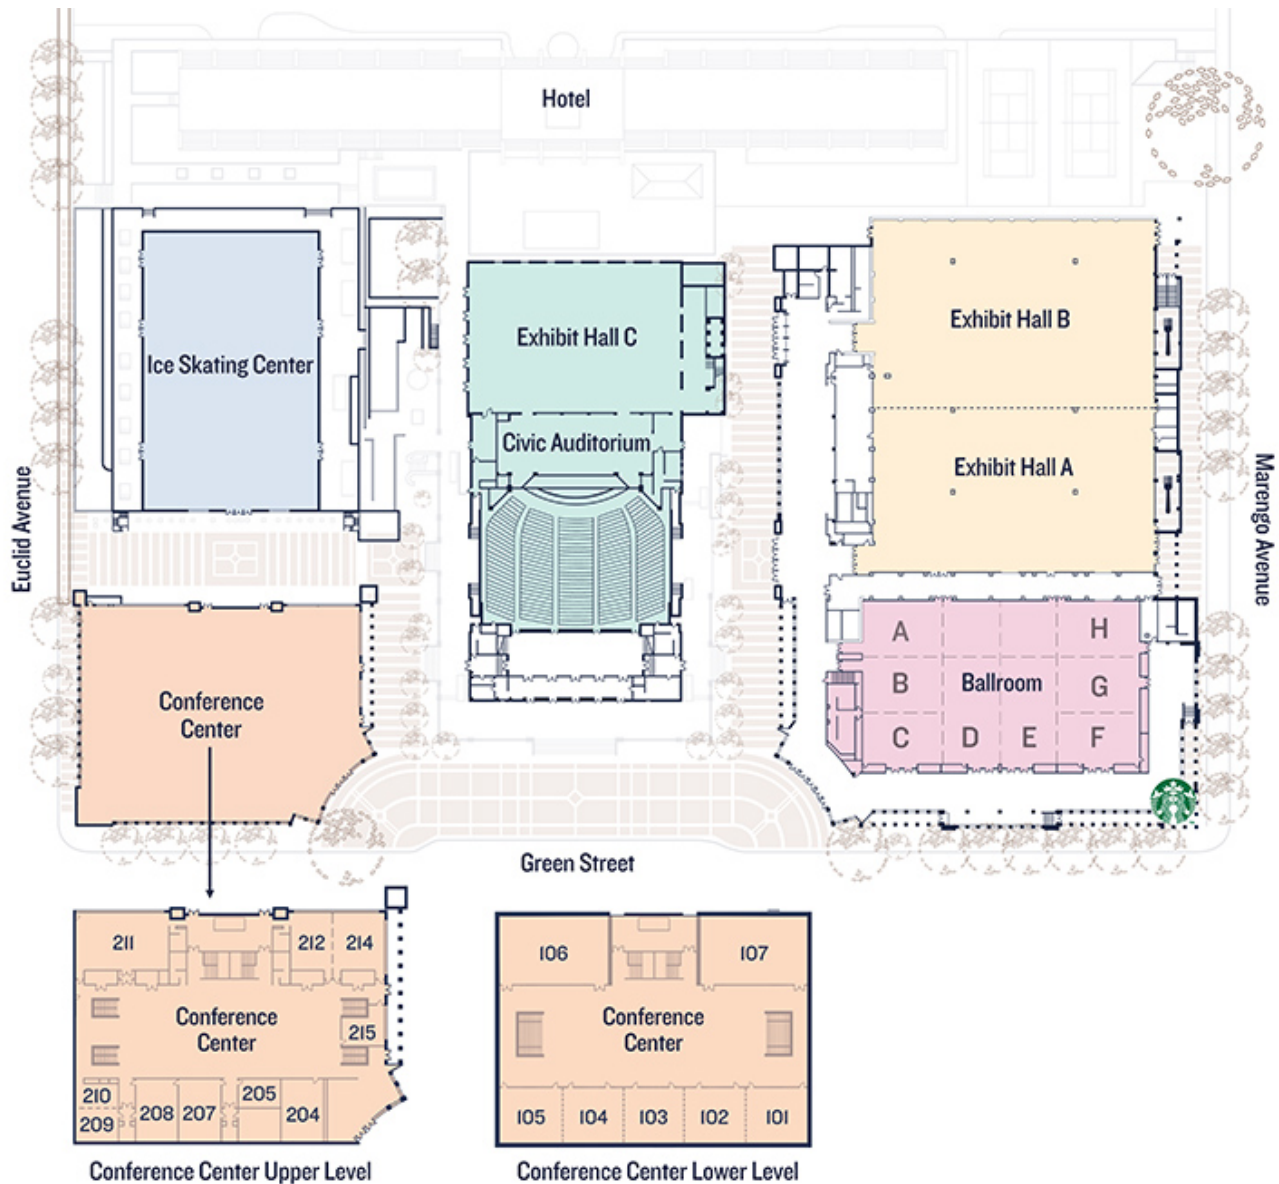 Hotel
Exhibit Hall B
Exhibit Hall C
Ice Skating Center
Civic Auditorium
Exhibit Hall A
Euclid Avenue
Marengo Avenue
A
H
B
Ballroom
G
C
D
E
F
Conference
Center
Green Street
211
212
214
Conference
Center
215
210
209
208
207
205
204
Conference Center Upper Level
106
107
Conference
Center
105
104
103
102
101
Conference Center Lower Level